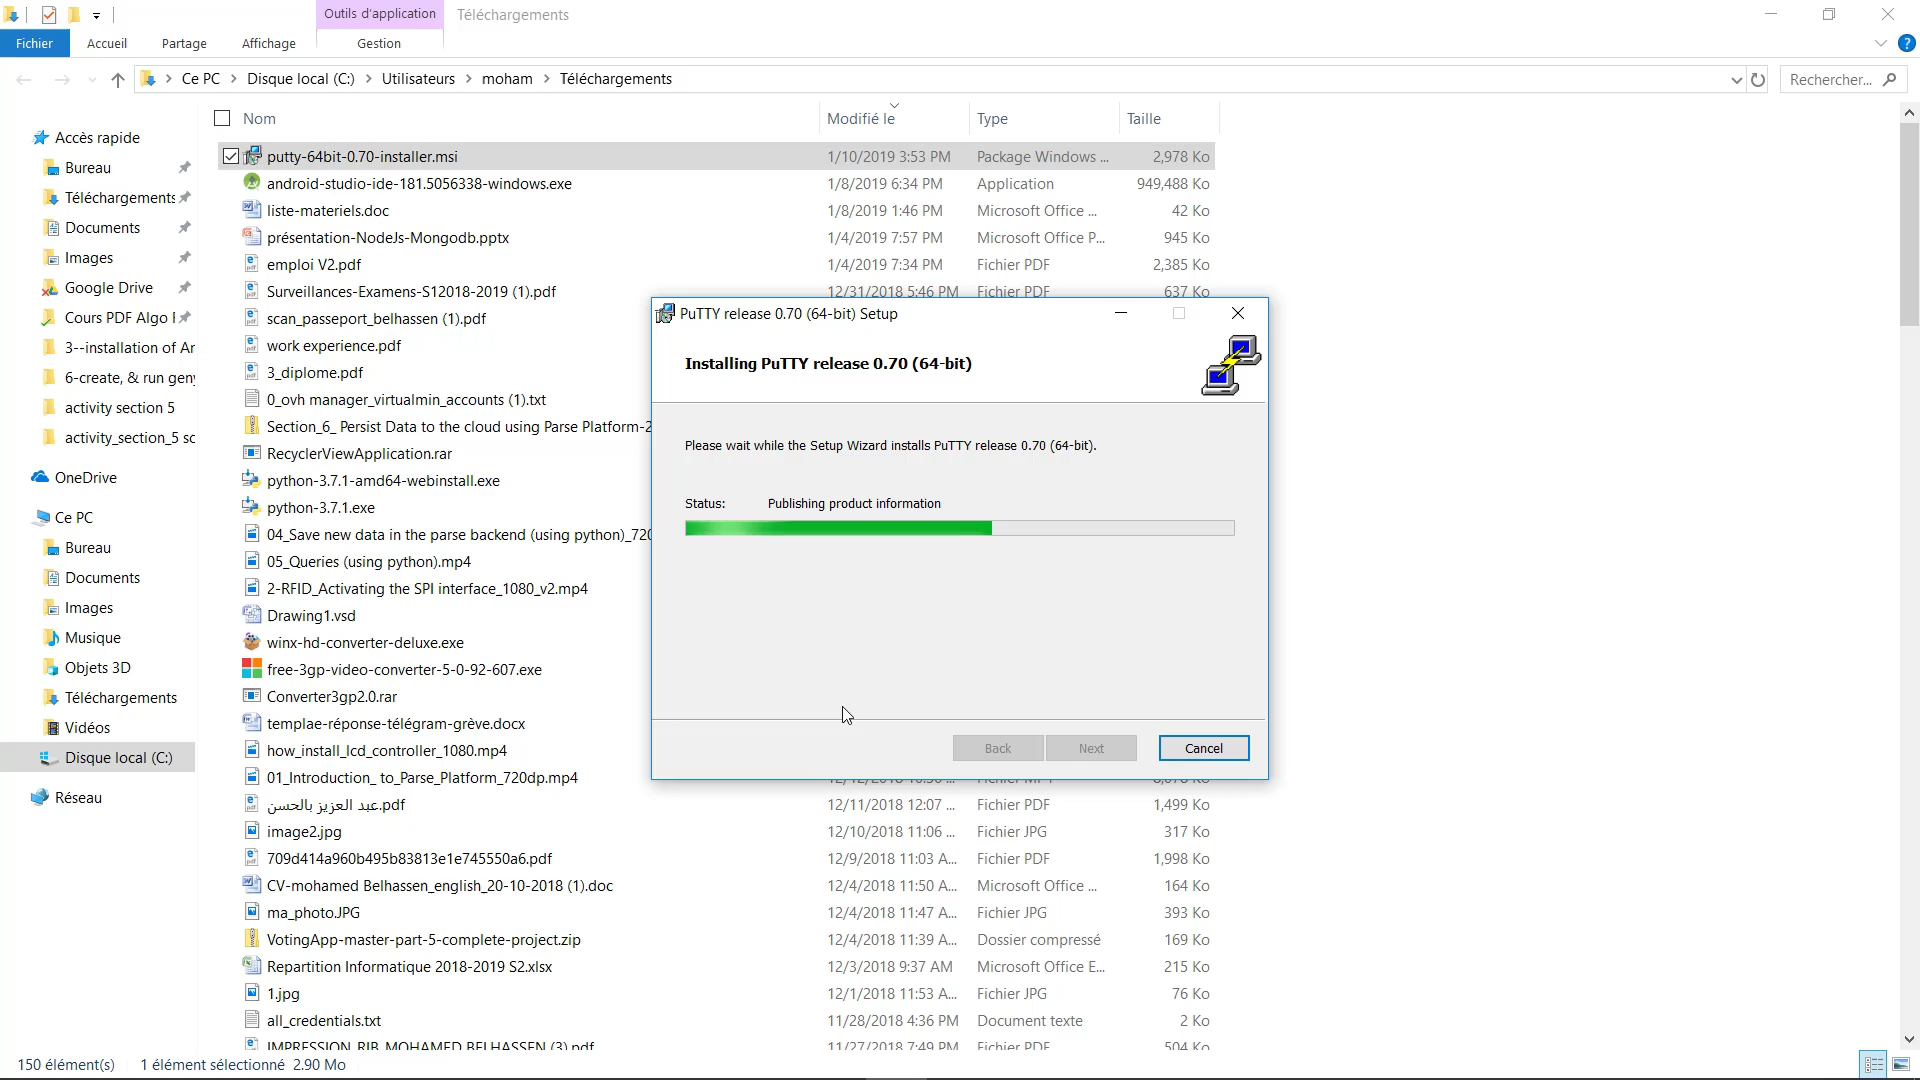 Outils d'application
Téléchargements
Fichier
Accueil
Partage
Affichage
Gestion
?
Ce PC > Disque local (C:) > Utilisateurs > moham > Téléchargements
Rechercher...
Nom
Modifié le
Type
Taille
Accès rapide
Bureau
Téléchargements
Documents
Images
Google Drive
Cours PDF Algo
3--installation of Ar
6-create, & run gen
activity section 5
activity_section_5 sc
OneDrive
Ce PC
Bureau
Documents
Images
Musique
Objets 3D
Téléchargements
Vidéos
Disque local (C:)
Réseau
putty-64bit-0.70-installer.msi 1/10/2019 3:53 PM Package Windows ... 2,978 Ko
android-studio-ide-181.5056338-windows.exe 1/8/2019 6:34 PM Application 949,488 Ko
liste-materiels.doc 1/8/2019 1:46 PM Microsoft Office ... 42 Ko
présentation-NodeJs-Mongodb.pptx 1/4/2019 7:57 PM Microsoft Office P... 945 Ko
emploi V2.pdf 1/4/2019 7:34 PM Fichier PDF 2,385 Ko
Surveillances-Examens-S12018-2019 (1).pdf 12/31/2018 5:46 PM Fichier PDF 637 Ko
scan_passeport_belhassen (1).pdf
work experience.pdf
3_diplome.pdf
0_ovh manager_virtualmin_accounts (1).txt
Section_6_ Persist Data to the cloud using Parse Platform-2
RecyclerViewApplication.rar
python-3.7.1-amd64-webinstall.exe
python-3.7.1.exe
04_Save new data in the parse backend (using python)_720
05_Queries (using python).mp4
2-RFID_Activating the SPI interface_1080_v2.mp4
Drawing1.vsd
winx-hd-converter-deluxe.exe
free-3gp-video-converter-5-0-92-607.exe
Converter3gp2.0.rar
templae-réponse-télégram-grève.docx
how_install_lcd_controller_1080.mp4
01_Introduction_ to_Parse_Platform_720dp.mp4
عبد العزيز بالحسن.pdf 12/11/2018 12:07 ... Fichier PDF 1,499 Ko
image2.jpg 12/10/2018 11:06 ... Fichier JPG 317 Ko
709d414a960b495b83813e1e745550a6.pdf 12/9/2018 11:03 A... Fichier PDF 1,998 Ko
CV-mohamed Belhassen_english_20-10-2018 (1).doc 12/4/2018 11:50 A... Microsoft Office ... 164 Ko
ma_photo.JPG 12/4/2018 11:47 A... Fichier JPG 393 Ko
VotingApp-master-part-5-complete-project.zip 12/4/2018 11:39 A... Dossier compressé 169 Ko
Repartition Informatique 2018-2019 S2.xlsx 12/3/2018 9:37 AM Microsoft Office E... 215 Ko
1.jpg 12/1/2018 11:53 A... Fichier JPG 76 Ko
all_credentials.txt 11/28/2018 4:36 PM Document texte 2 Ko
IMPRESSION_RIB_MOHAMED BELHASSEN (3).pdf 11/27/2018 7:49 PM Fichier PDF 504 Ko
PuTTY release 0.70 (64-bit) Setup
Installing PuTTY release 0.70 (64-bit)
Please wait while the Setup Wizard installs PuTTY release 0.70 (64-bit).
Status: Publishing product information
Back
Next
Cancel
150 élément(s) 1 élément sélectionné 2.90 Mo